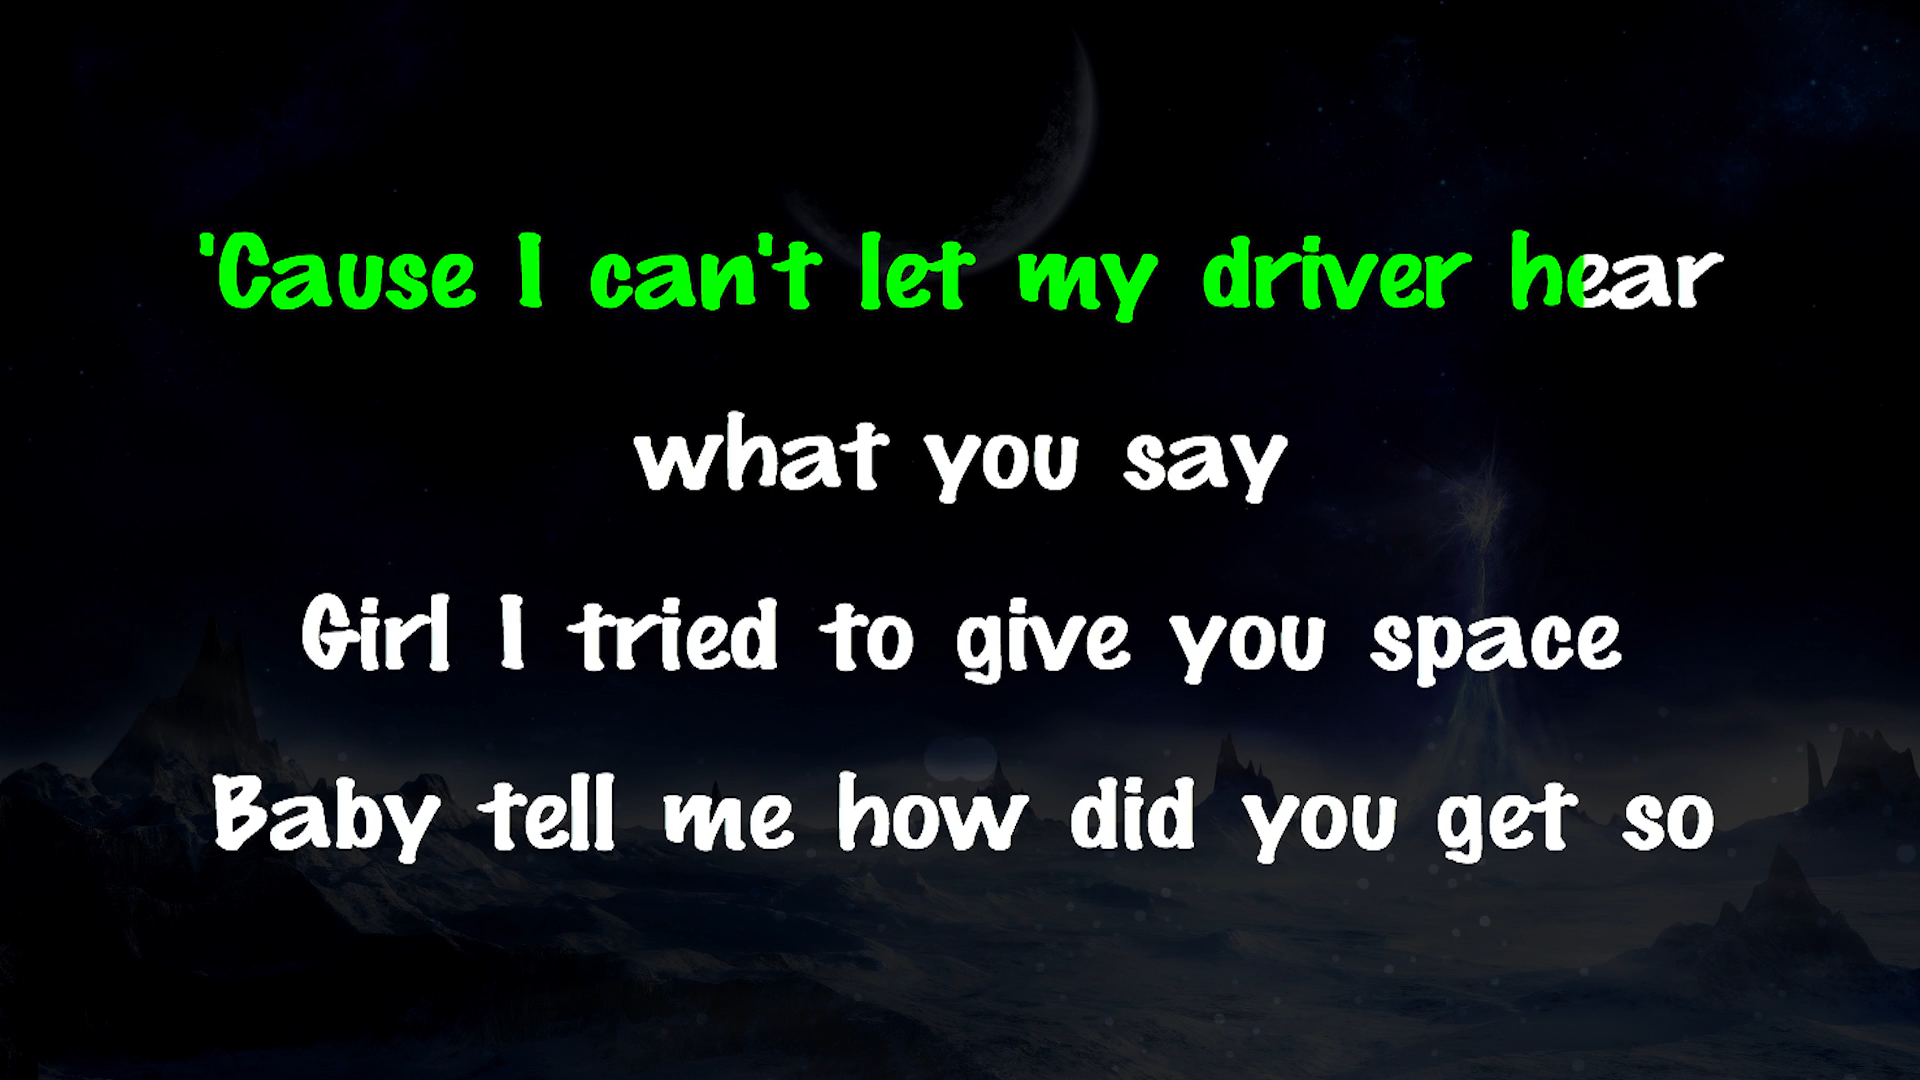 'Cause I can't let my driver hear
what you say
Girl I tried to give you space
Baby tell me how did you get so